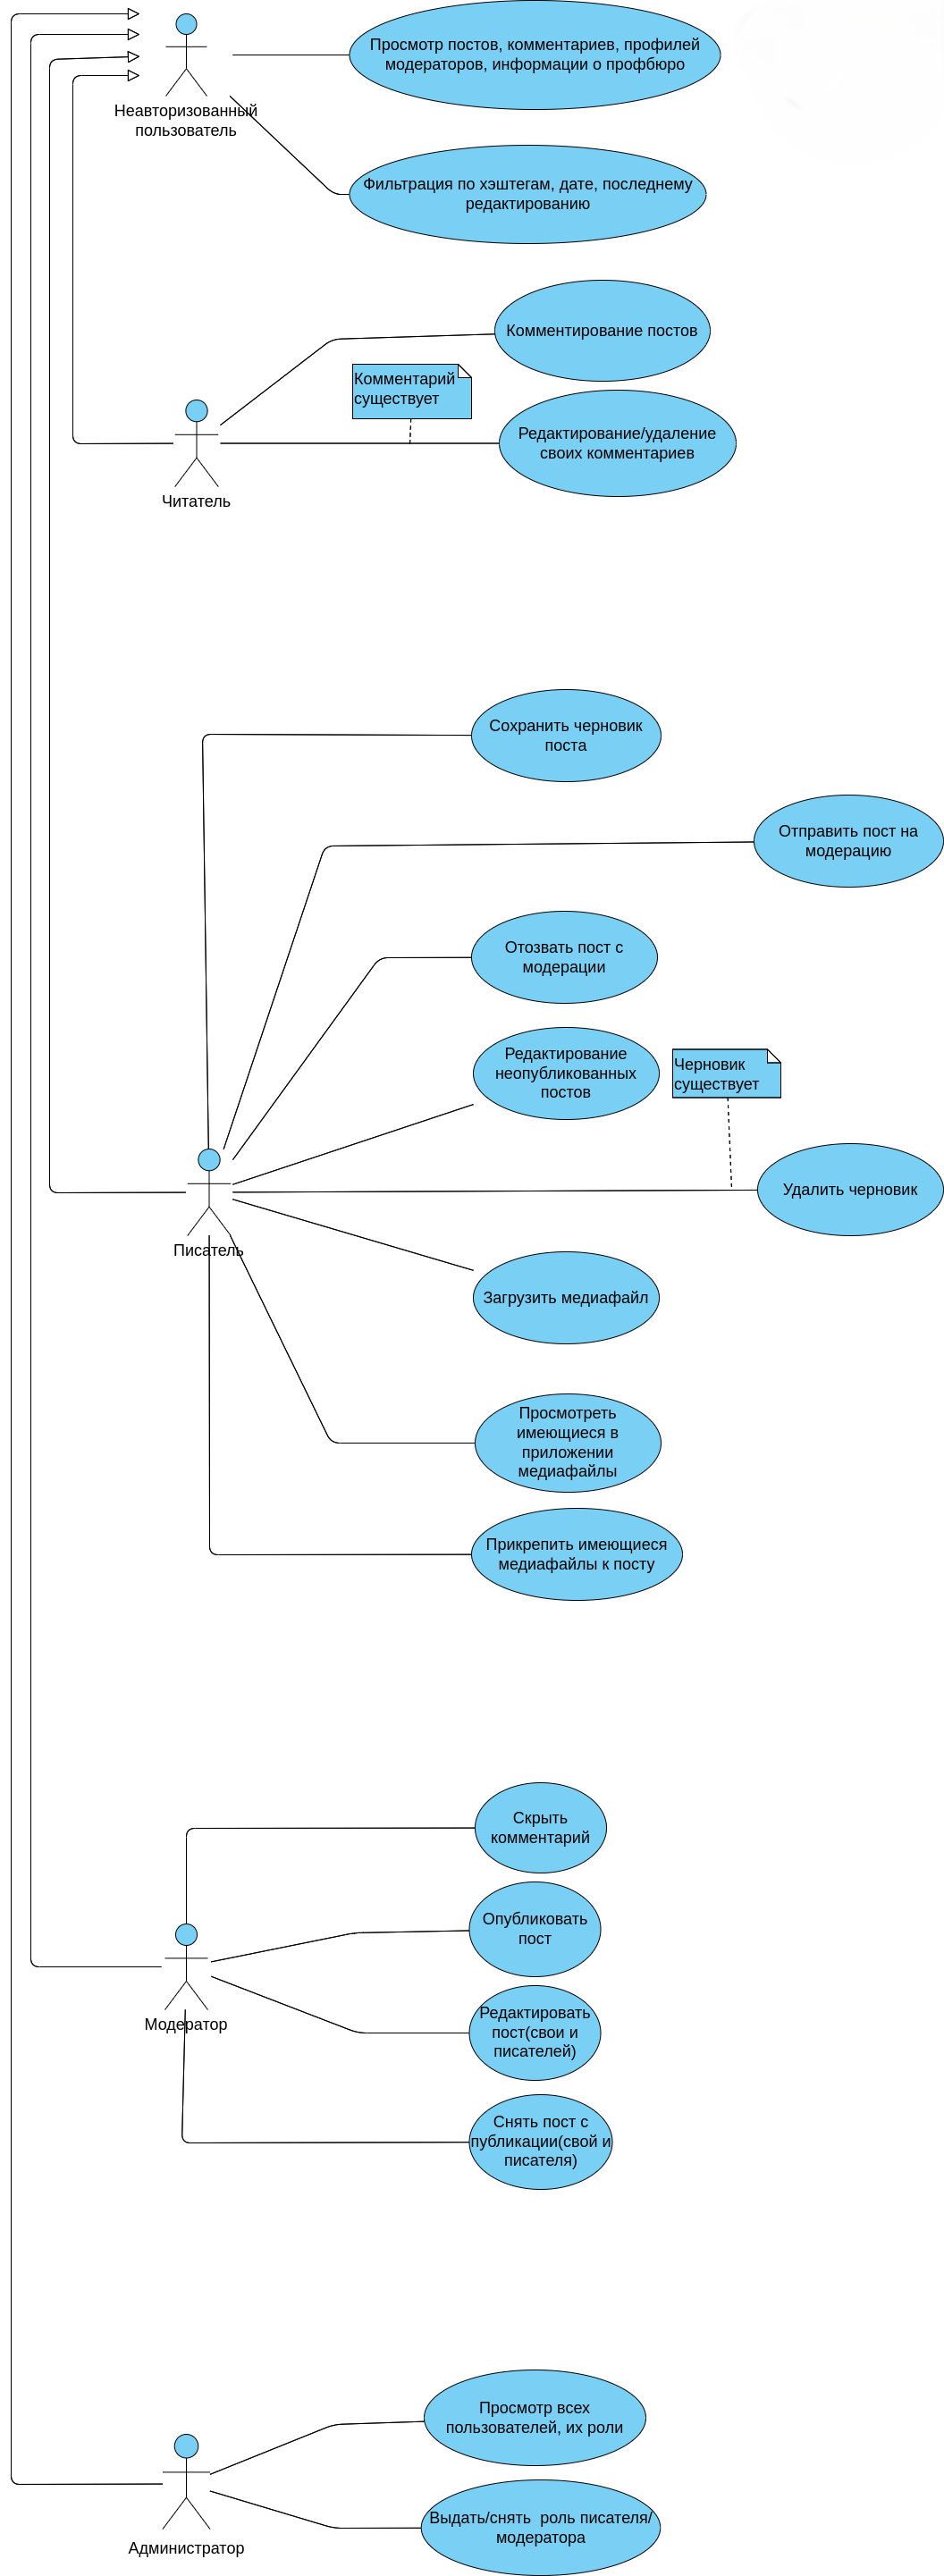 Просмотр постов, комментариев, профилей
модераторов, информации о профбюро
Неавторизованный
пользователь
Фильтрация по хэштегам, дате, последнему
редактированию
Комментирование постов
Комментарий
существует
Редактирование/удаление
своих комментариев
Читатель
Сохранить черновик
поста
Отправить пост на
модерацию
Отозвать пост с
модерации
Редактирование
неопубликованных
постов
Черновик
существует
Удалить черновик
Писатель
Загрузить медиафайл
Просмотреть
имеющиеся в
приложении
медиафайлы
Прикрепить имеющиеся
медиафайлы к посту
Скрыть
комментарий
Опубликовать
пост
Модератор
Редактировать
пост(свои и
писателей)
Снять пост с
публикации(свой и
писателя)
Просмотр всех
пользователей, их роли
Выдать/снять  роль писателя/
модератора
Администратор